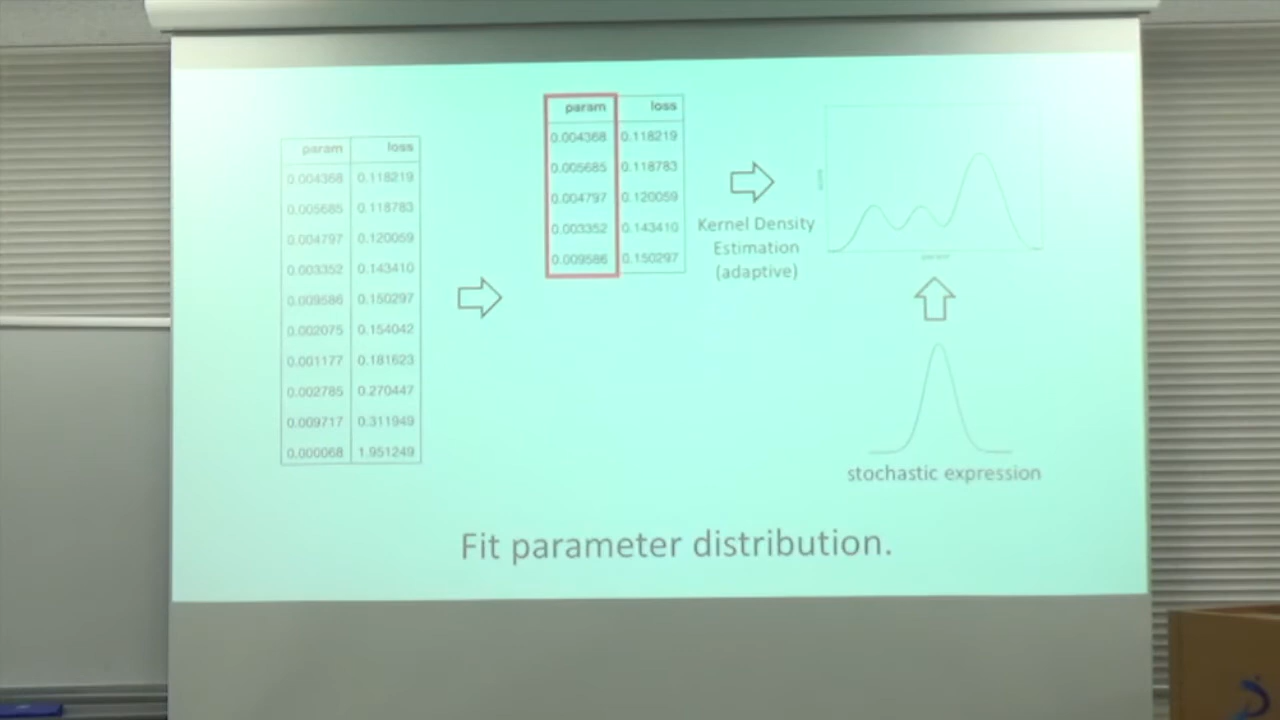 param loss
0.004368 0.118219
0.005685 0.118783
0.004797 0.120059
0.003352 0.143410
0.009586 0.150297
0.002075 0.154042
0.001177 0.181623
0.002785 0.270447
0.009717 0.311949
0.000068 1.951249
param loss
0.004368 0.118219
0.005685 0.118783
0.004797 0.120059
0.003352 0.143410
0.009586 0.150297
Kernel Density
Estimation
(adaptive)
param
stochastic expression
Fit parameter distribution.